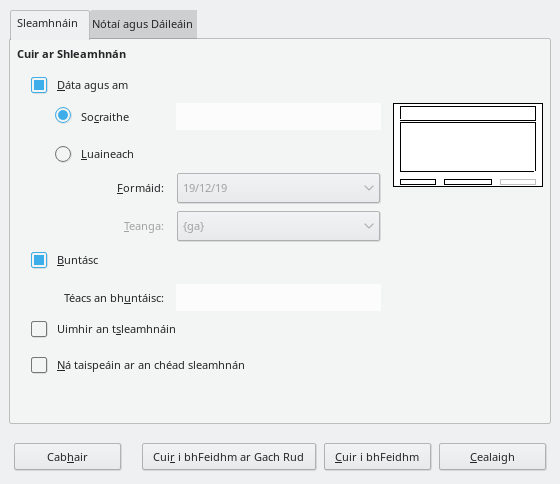 Sleamhnáin
Nótaí agus Dáileáin
Cuir ar Shleamhnán
Dáta agus am
Socraithe
Luaineach
Formáid:
19/12/19
Teanga:
{ga}
Buntásc
Téacs an bhuntáisc:
Uimhir an tsleamhnáin
Ná taispeáin ar an chéad sleamhnán
Cabhair
Cuir i bhFeidhm ar Gach Rud
Cuir i bhFeidhm
Cealaigh